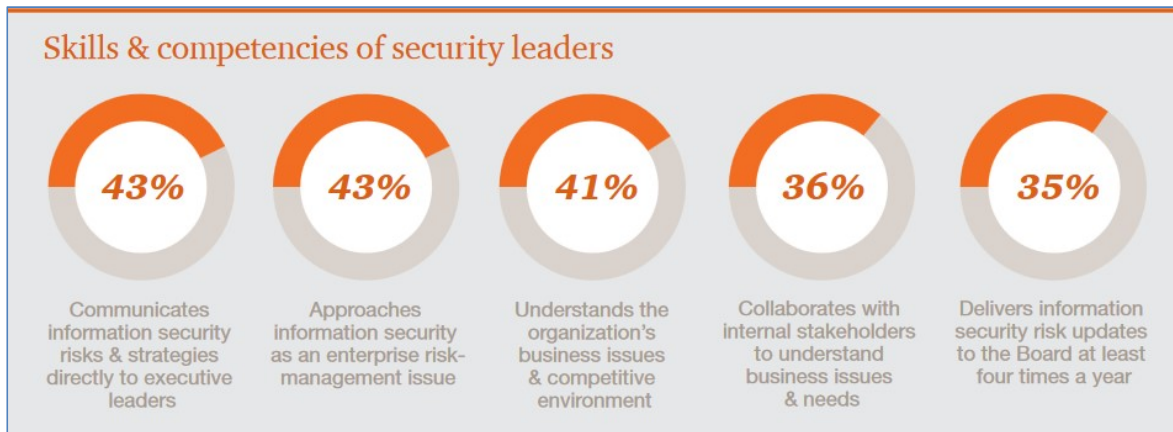 Skills & competencies of security leaders
43%
43%
41%
36%
35%
Communicates
information security
risks & strategies
directly to executive
leaders
Approaches
information security
as an enterprise risk-
management issue
Understands the
organization's
business issues
& competitive
environment
Collaborates with
internal stakeholders
to understand
business issues
& needs
Delivers information
security risk updates
to the Board at least
four times a year